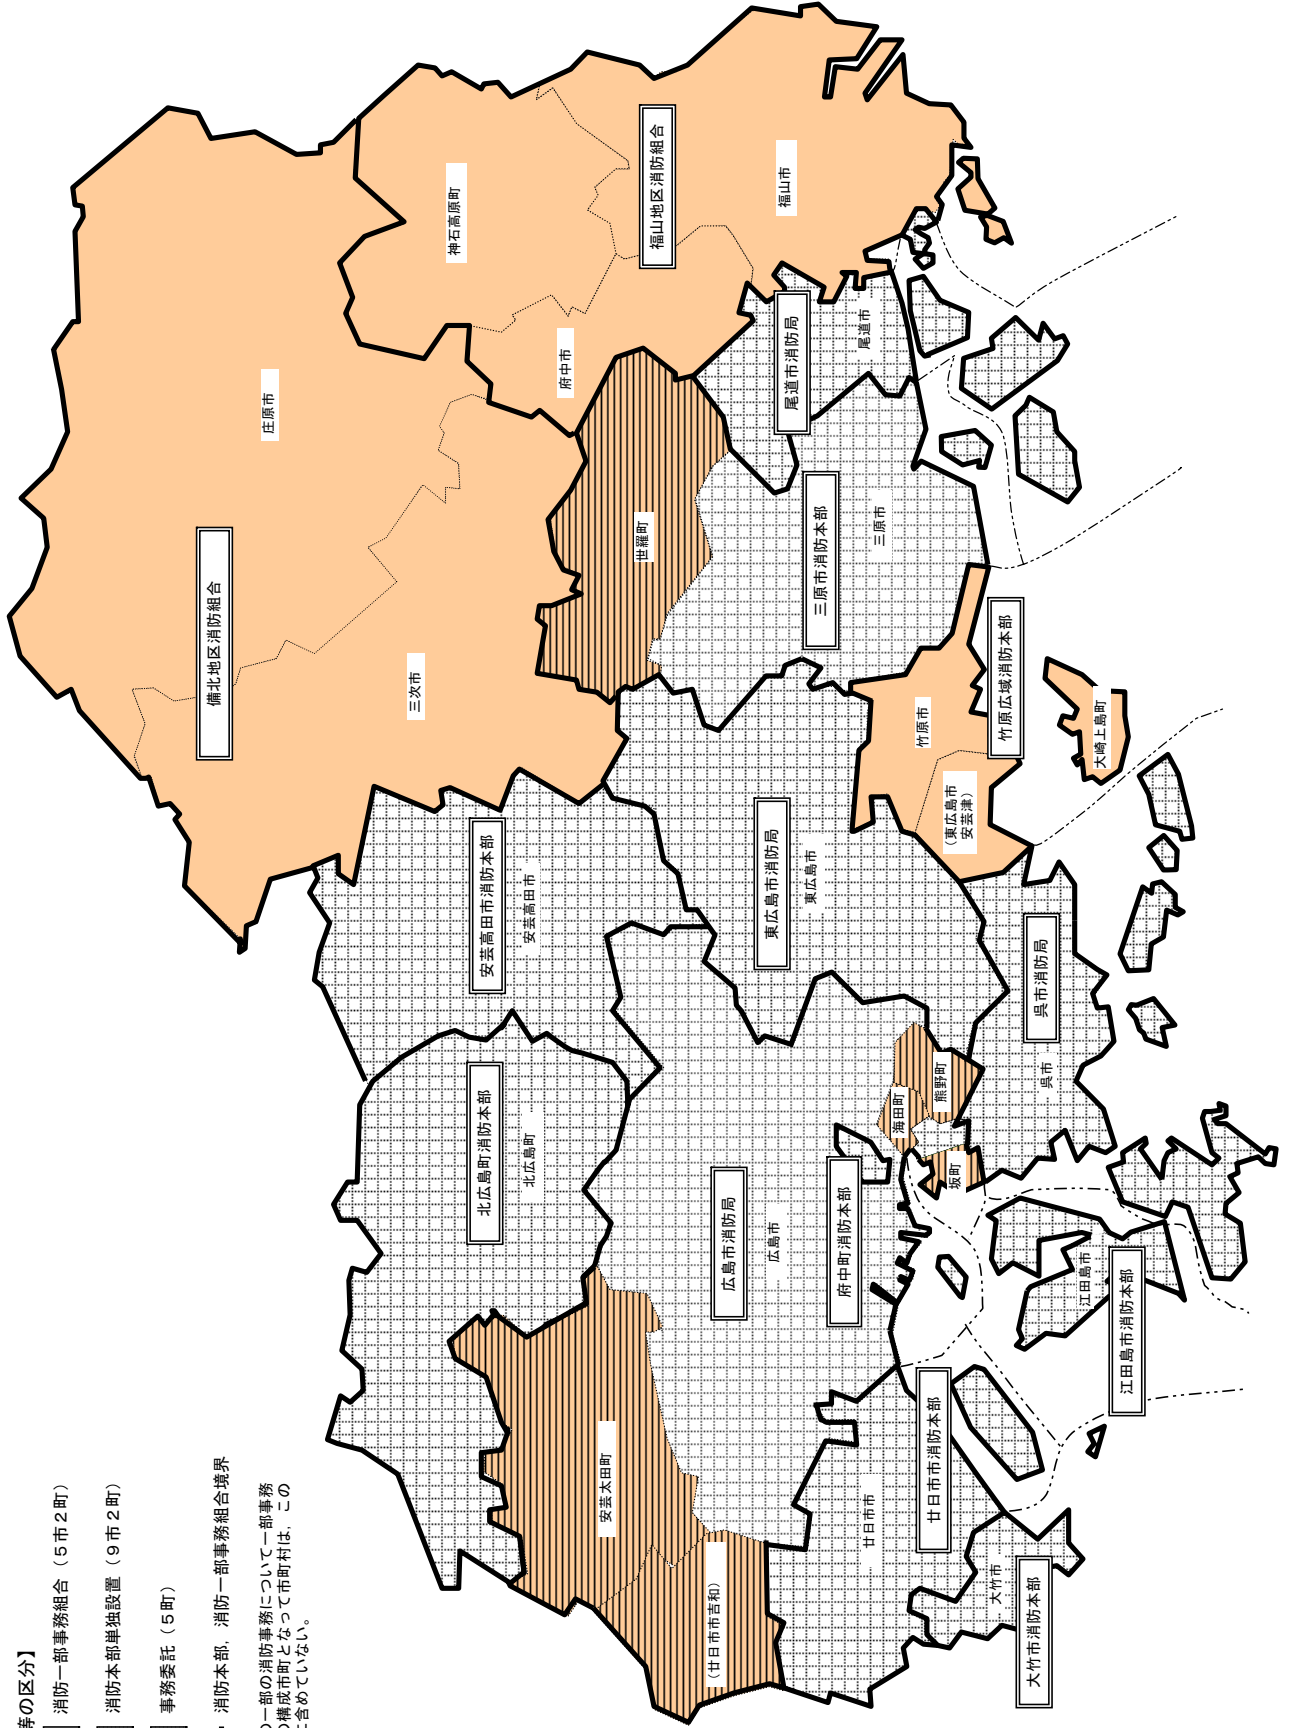 等の区分】
消防一部事務組合（５市２町）
消防本部単独設置（９市２町）
事務委託（５町）
消防本部，消防一部事務組合境界
の一部の消防事務について一部事務
の構成市町となって市町村は，この
に含めていない。
備北地区消防組合
庄原市
三次市
神石高原町
府中市
福山地区消防組合
福山市
世羅町
尾道市消防局
尾道市
三原市消防本部
三原市
竹原広域消防本部
竹原市
（東広島市
安芸津）
大崎上島町
安芸高田市消防本部
安芸高田市
東広島市消防局
東広島市
呉市消防局
呉市
北広島町消防本部
北広島町
広島市消防局
広島市
府中町消防本部
海田町
熊野町
坂町
江田島市
江田島市消防本部
安芸太田町
（廿日市市吉和）
廿日市市
廿日市市消防本部
大竹市
大竹市消防本部